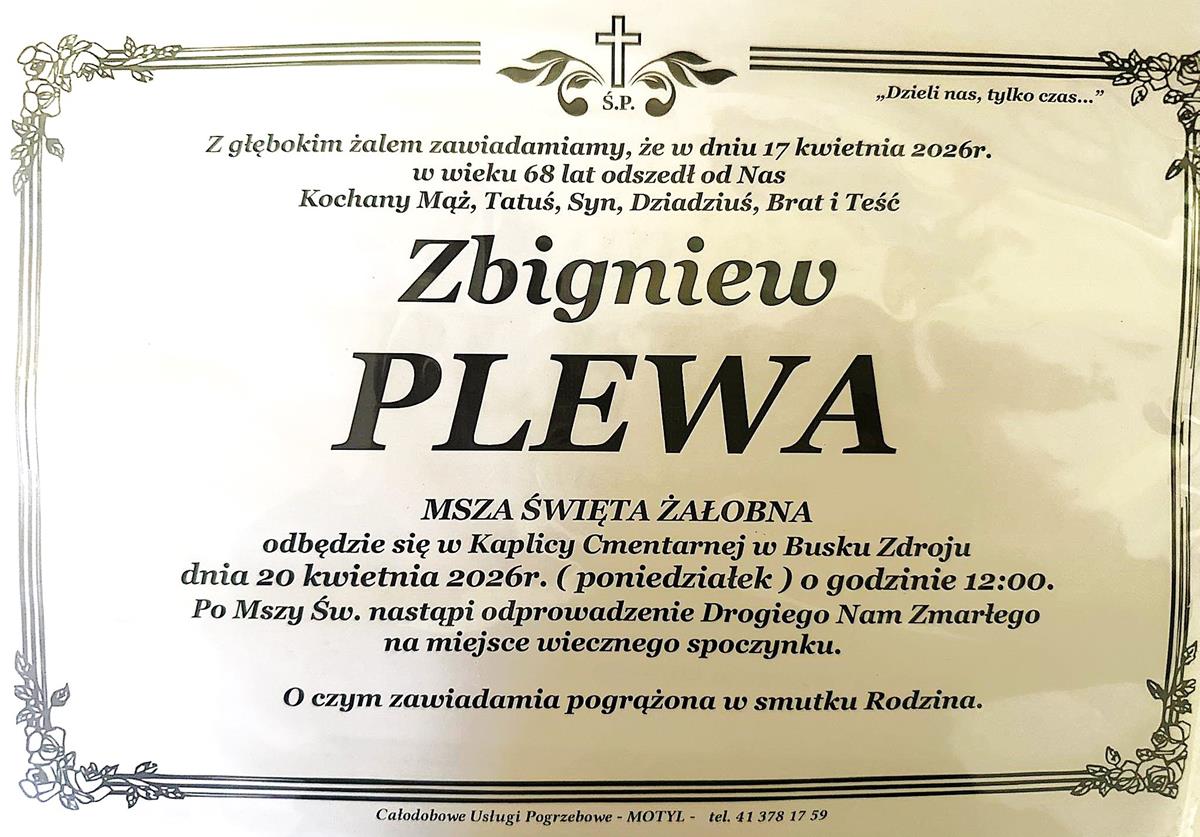 Ś.P.
„Dzieli nas, tylko czas...”
Z głębokim żalem zawiadamiamy, że w dniu 17 kwietnia 2026r.
w wieku 68 lat odszedł od Nas
Kochany Mąż, Tatuś, Syn, Dziadziuś, Brat i Teść
Zbigniew
PLEWA
MSZA ŚWIĘTA ŻAŁOBNA
odbędzie się w Kaplicy Cmentarnej w Busku Zdroju
dnia 20 kwietnia 2026r. ( poniedziałek ) o godzinie 12:00.
Po Mszy Św. nastąpi odprowadzenie Drogiego Nam Zmarłego
na miejsce wiecznego spoczynku.
O czym zawiadamia pogrążona w smutku Rodzina.
Całodobowe Usługi Pogrzebowe - MOTYL - tel. 41 378 17 59